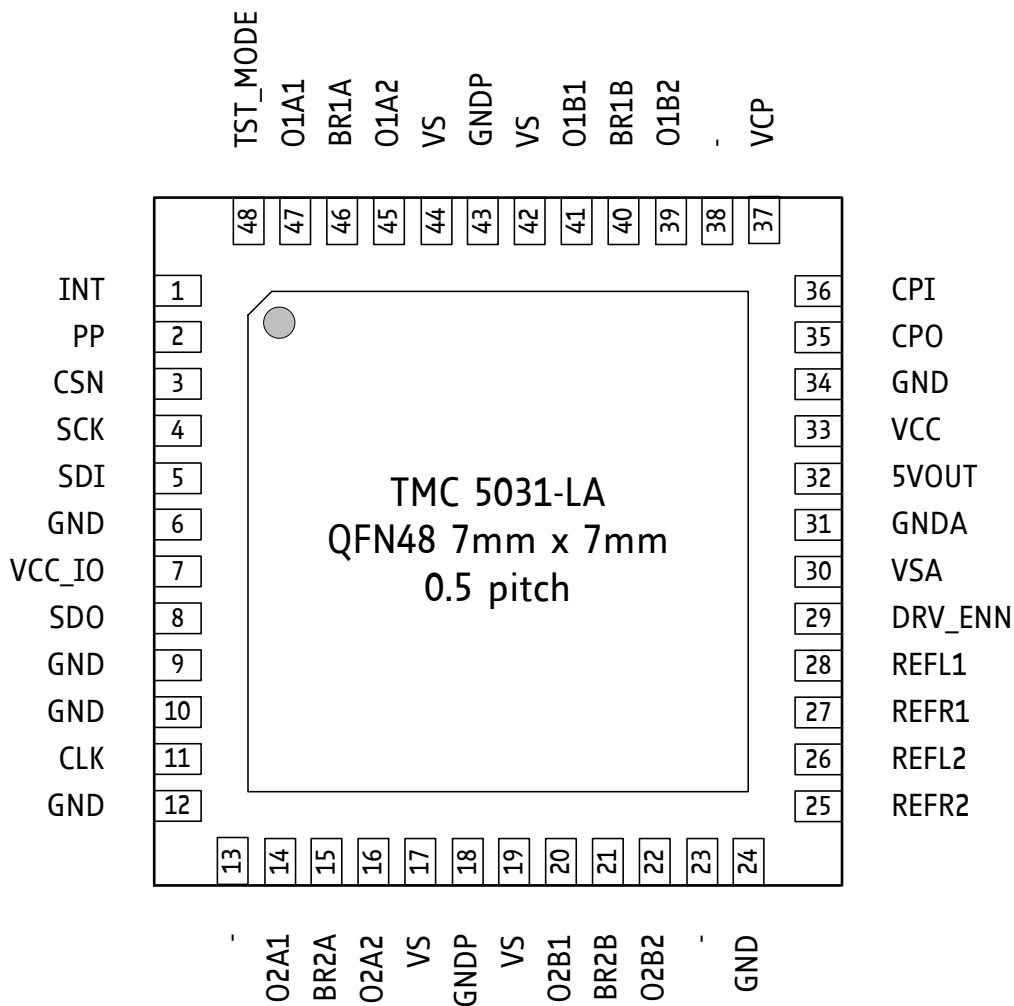 TST_MODE
O1A1
BR1A
O1A2
VS
GNDP
VS
O1B1
BR1B
O1B2
-
VCP
48
47
46
45
44
43
42
41
40
39
38
37
INT 1
PP 2
CSN 3
SCK 4
SDI 5
GND 6
VCC_IO 7
SDO 8
GND 9
GND 10
CLK 11
GND 12
TMC 5031-LA
QFN48 7mm x 7mm
0.5 pitch
36 CPI
35 CPO
34 GND
33 VCC
32 5VOUT
31 GNDA
30 VSA
29 DRV_ENN
28 REFL1
27 REFR1
26 REFL2
25 REFR2
13
14
15
16
17
18
19
20
21
22
23
24
-
O2A1
BR2A
O2A2
VS
GNDP
VS
O2B1
BR2B
O2B2
-
GND